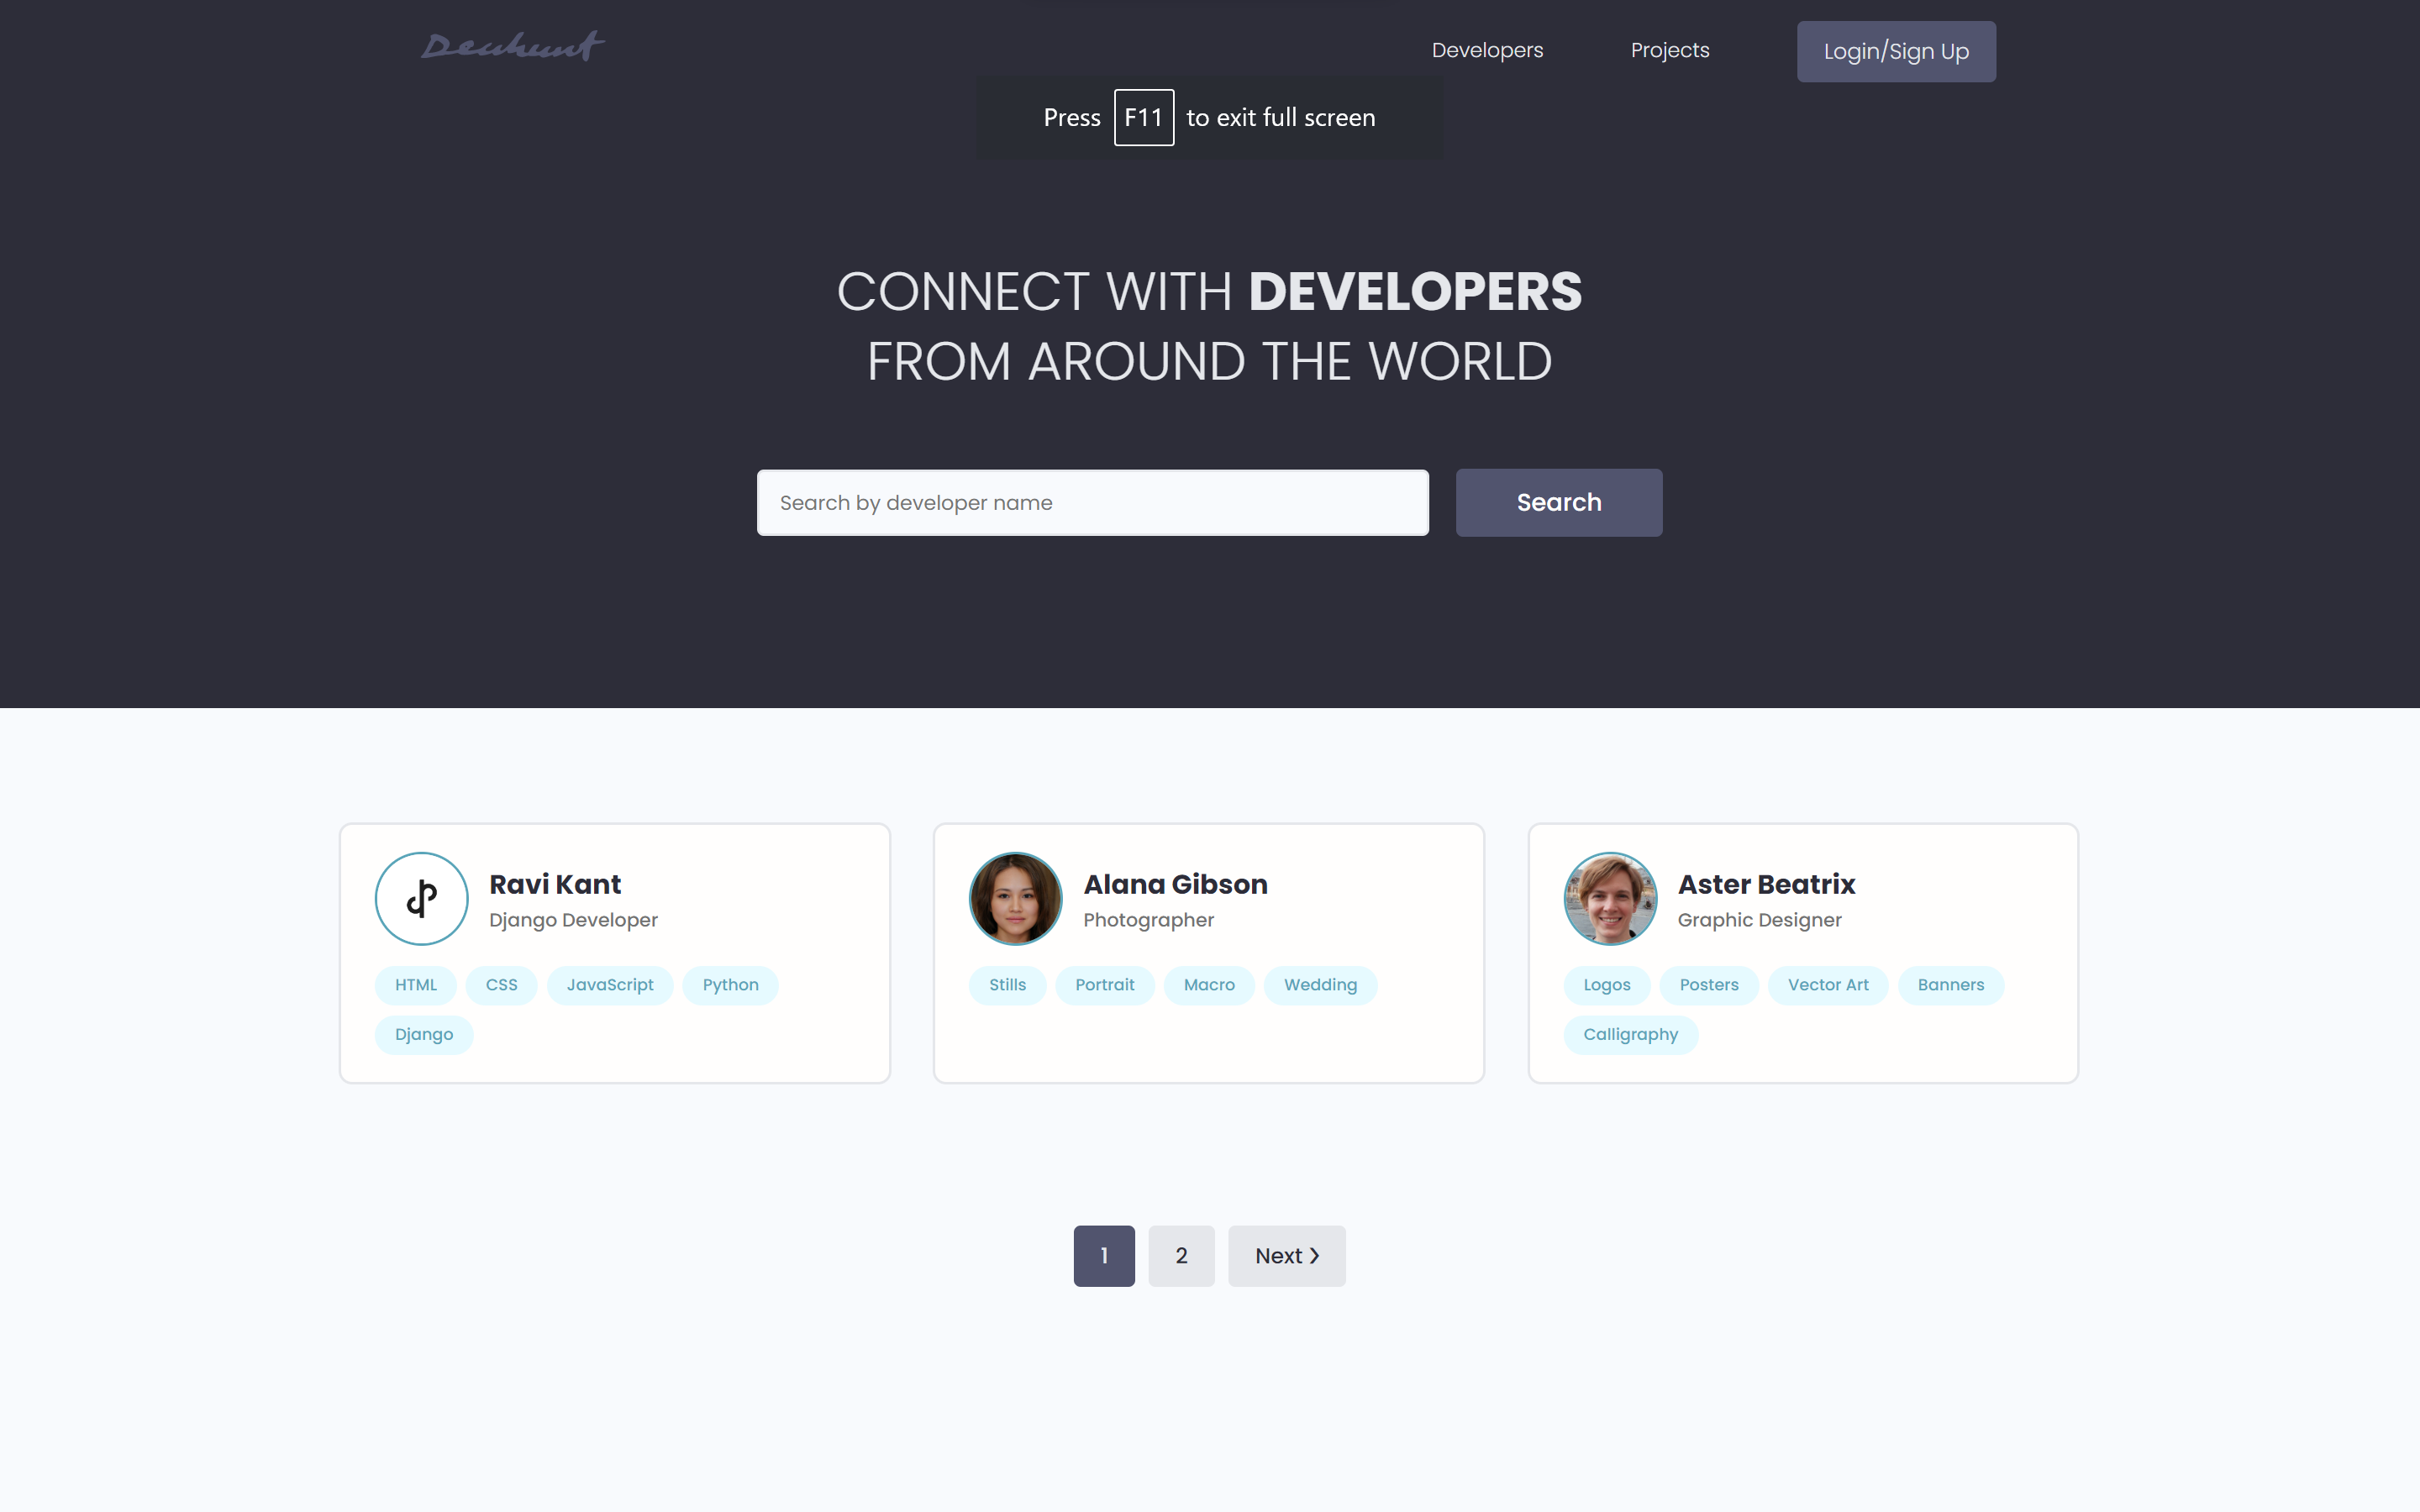 Devhunt
Developers
Projects
Login/Sign Up
Press F11 to exit full screen
CONNECT WITH DEVELOPERS
FROM AROUND THE WORLD
Search by developer name
Search
Ravi Kant
Django Developer
HTML CSS JavaScript Python
Django
Alana Gibson
Photographer
Stills Portrait Macro Wedding
Aster Beatrix
Graphic Designer
Logos Posters Vector Art Banners
Calligraphy
1 2 Next ❯